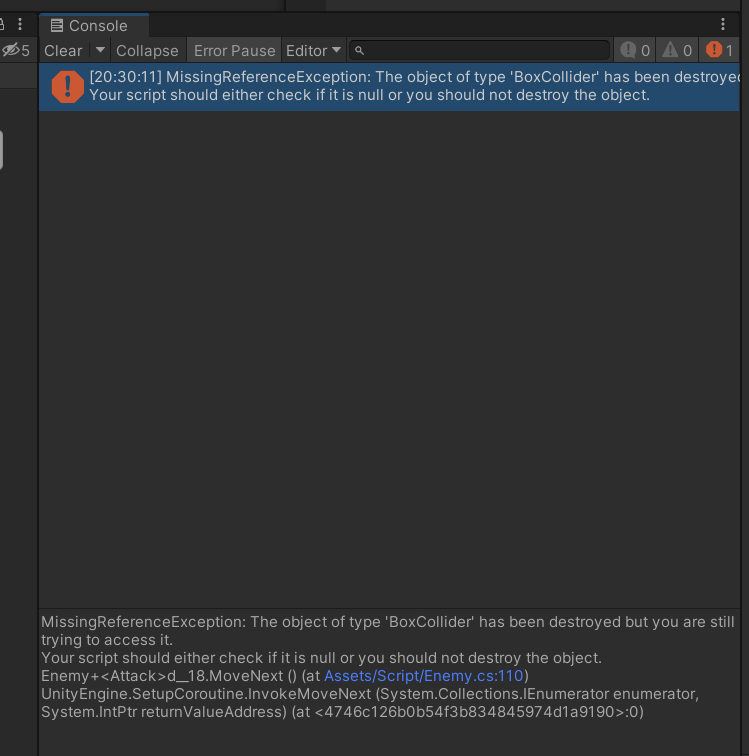 Console
5 Clear Collapse Error Pause Editor 0 0 1
[20:30:11] MissingReferenceException: The object of type 'BoxCollider' has been destroyed
Your script should either check if it is null or you should not destroy the object.
MissingReferenceException: The object of type 'BoxCollider' has been destroyed but you are still
trying to access it.
Your script should either check if it is null or you should not destroy the object.
Enemy+<Attack>d__18.MoveNext () (at Assets/Script/Enemy.cs:110)
UnityEngine.SetupCoroutine.InvokeMoveNext (System.Collections.IEnumerator enumerator,
System.IntPtr returnValueAddress) (at <4746c126b0b54f3b834845974d1a9190>:0)